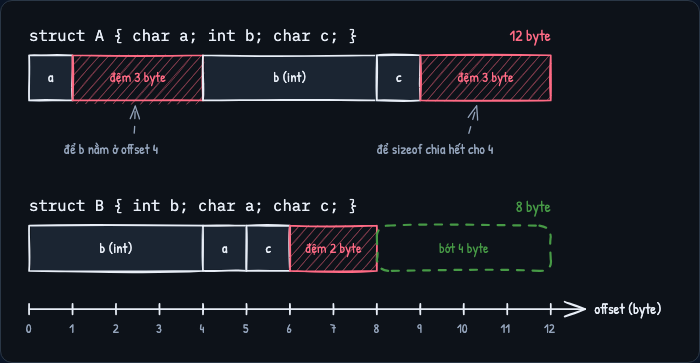 struct A { char a; int b; char c; }
12 byte
a
đệm 3 byte
b (int)
c
đệm 3 byte
để b nằm ở offset 4
để sizeof chia hết cho 4
struct B { int b; char a; char c; }
8 byte
b (int)
a
c
đệm 2 byte
bớt 4 byte
offset (byte)
0 1 2 3 4 5 6 7 8 9 10 11 12